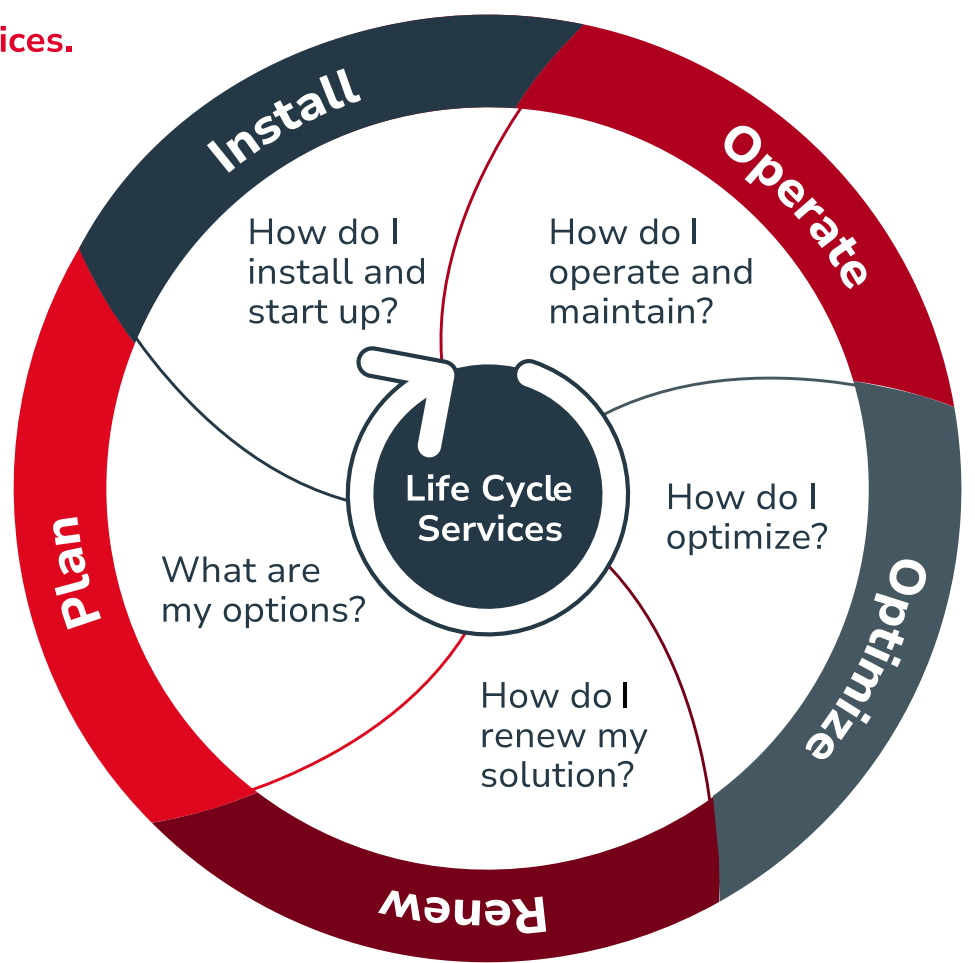 ices.
Install
Operate
How do I
install and
start up?
How do I
operate and
maintain?
Life Cycle
Services
How do I
optimize?
Optimize
Plan
What are
my options?
How do I
renew my
solution?
Renew